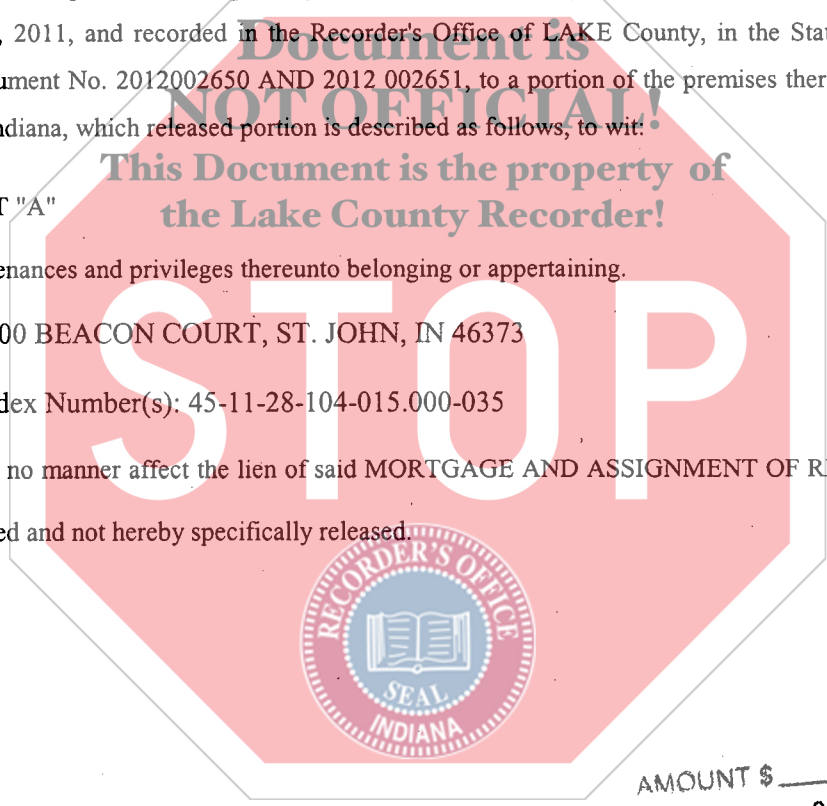 , 2011, and recorded in the Recorder's Office of LAKE County, in the Stat
Document is
ument No. 2012002650 AND 2012 002651, to a portion of the premises ther
NOT OFFICIAL!
ndiana, which released portion is described as follows, to wit:
This Document is the property of
T "A"
the Lake County Recorder!
enances and privileges thereunto belonging or appertaining.
STOP
00 BEACON COURT, ST. JOHN, IN 46373
dex Number(s): 45-11-28-104-015.000-035
no manner affect the lien of said MORTGAGE AND ASSIGNMENT OF R
ed and not hereby specifically released.
RECORDER'S OFFICE
SEAL
INDIANA
AMOUNT $